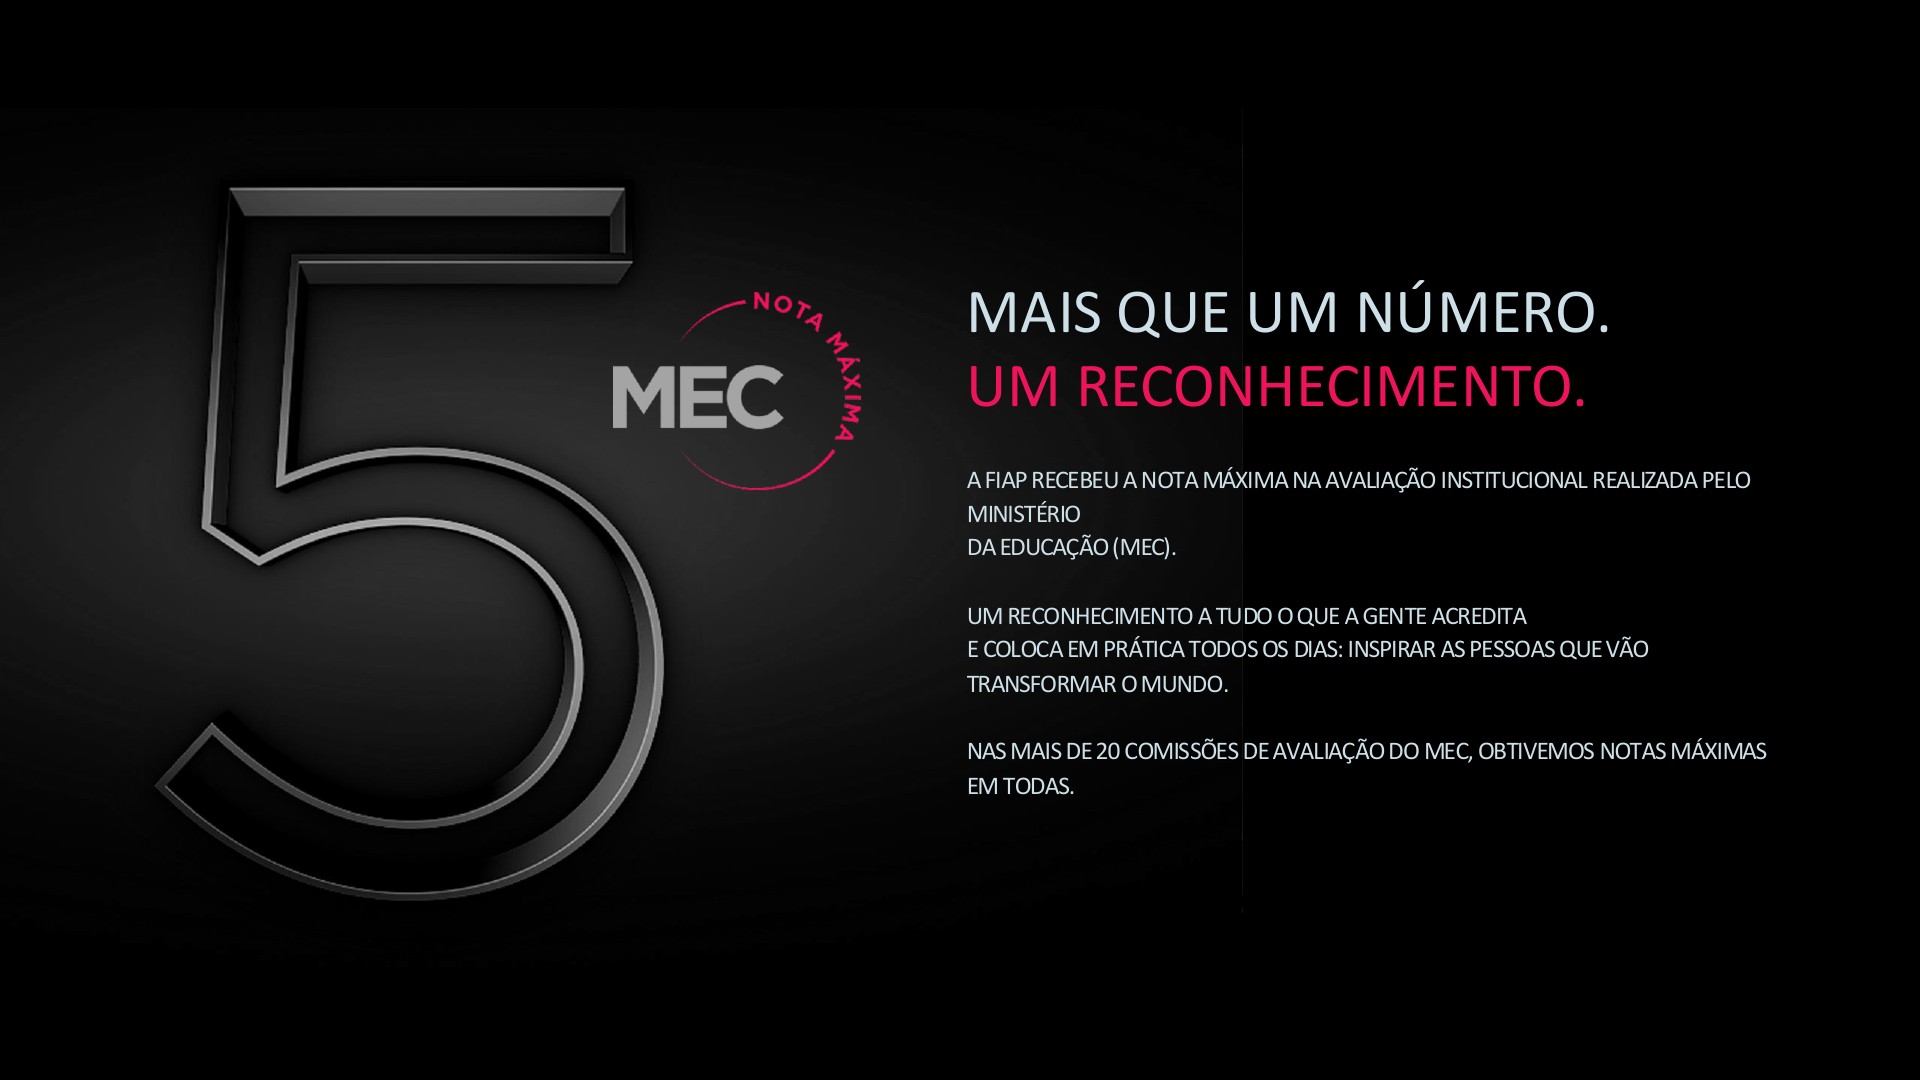 5
NOTA MÁXIMA
MEC
MAIS QUE UM NÚMERO.
UM RECONHECIMENTO.
A FIAP RECEBEU A NOTA MÁXIMA NA AVALIAÇÃO INSTITUCIONAL REALIZADA PELO
MINISTÉRIO
DA EDUCAÇÃO (MEC).
UM RECONHECIMENTO A TUDO O QUE A GENTE ACREDITA
E COLOCA EM PRÁTICA TODOS OS DIAS: INSPIRAR AS PESSOAS QUE VÃO
TRANSFORMAR O MUNDO.
NAS MAIS DE 20 COMISSÕES DE AVALIAÇÃO DO MEC, OBTIVEMOS NOTAS MÁXIMAS
EM TODAS.